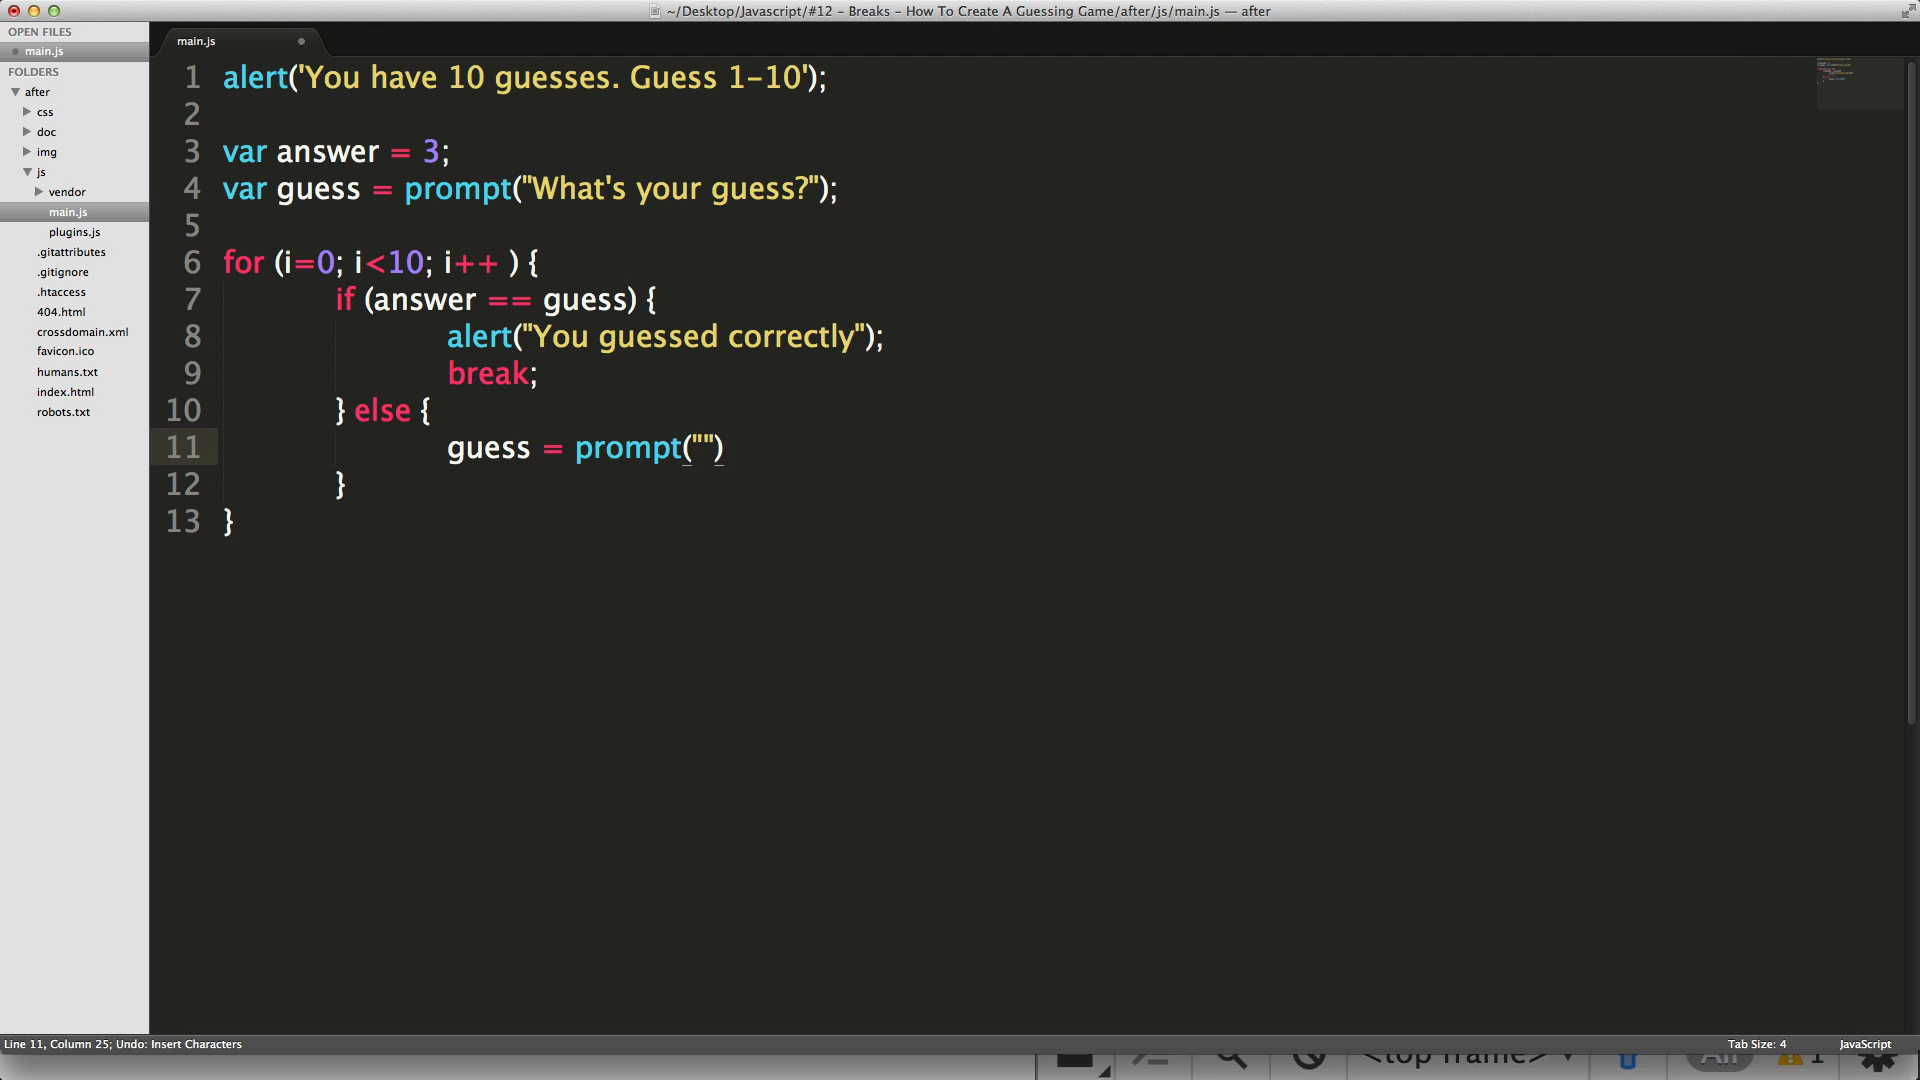 ~/Desktop/Javascript/#12 - Breaks - How To Create A Guessing Game/after/js/main.js — after
OPEN FILES
main.js
FOLDERS
after
css
doc
img
js
vendor
main.js
plugins.js
.gitattributes
.gitignore
.htaccess
404.html
crossdomain.xml
favicon.ico
humans.txt
index.html
robots.txt
main.js
1 alert('You have 10 guesses. Guess 1-10');
2
3 var answer = 3;
4 var guess = prompt("What's your guess?");
5
6 for (i=0; i<10; i++ ) {
7 if (answer == guess) {
8 alert("You guessed correctly");
9 break;
10 } else {
11 guess = prompt("")
12 }
13 }
Line 11, Column 25; Undo: Insert Characters
Tab Size: 4
JavaScript
<top frame>
All
1